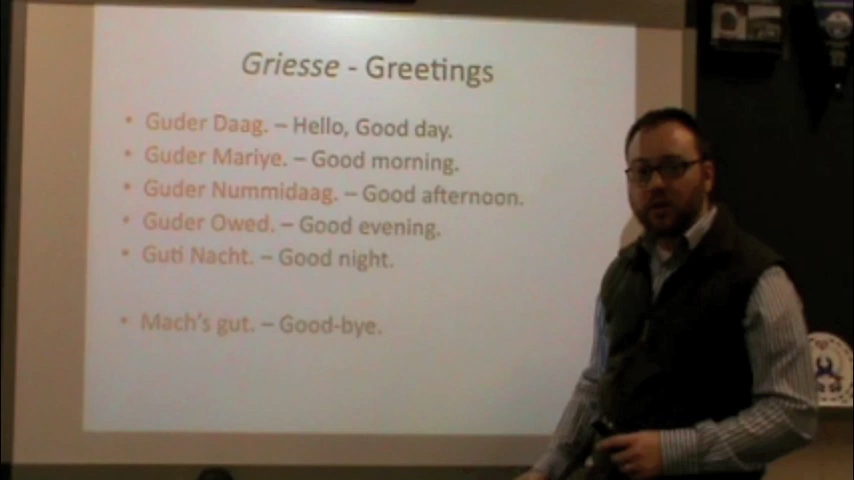 Griesse - Greetings
• Guder Daag. – Hello, Good day.
• Guder Mariye. – Good morning.
• Guder Nummidaag. – Good afternoon.
• Guder Owed. – Good evening.
• Guti Nacht. – Good night.
• Mach's gut. – Good-bye.